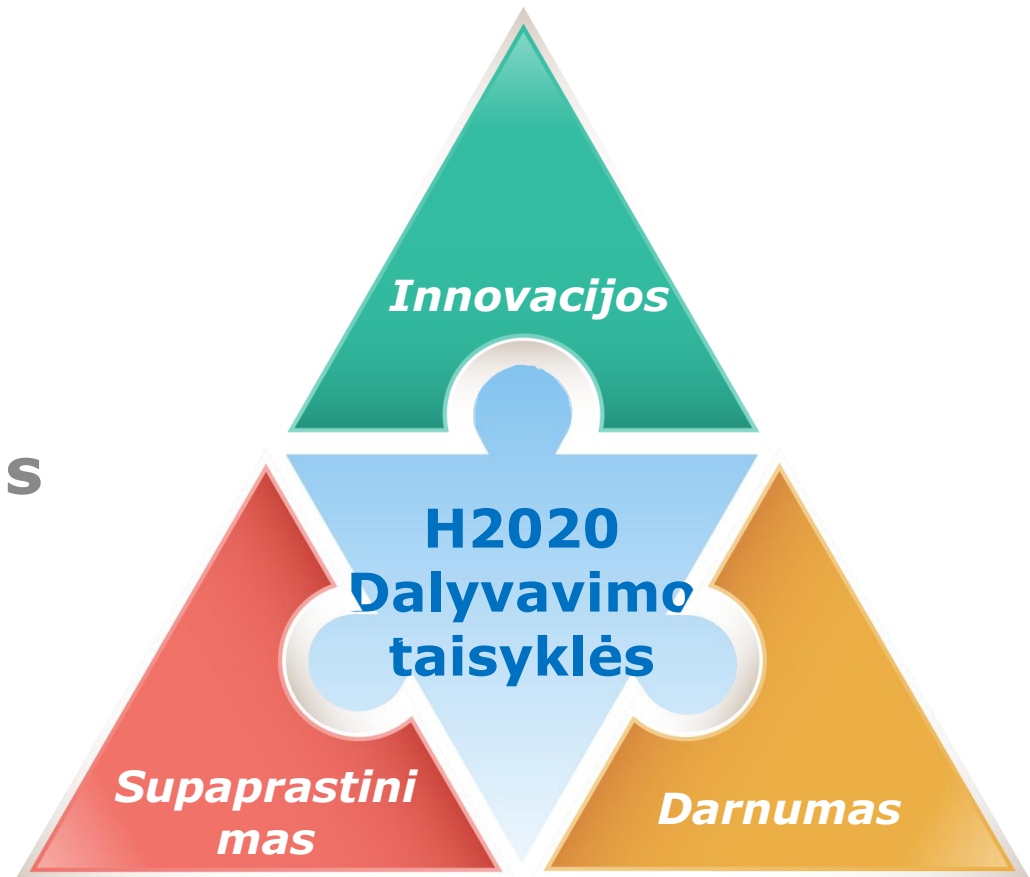 Innovacijos
s
H2020
Dalyvavimo
taisyklės
Supaprastini
mas
Darnumas